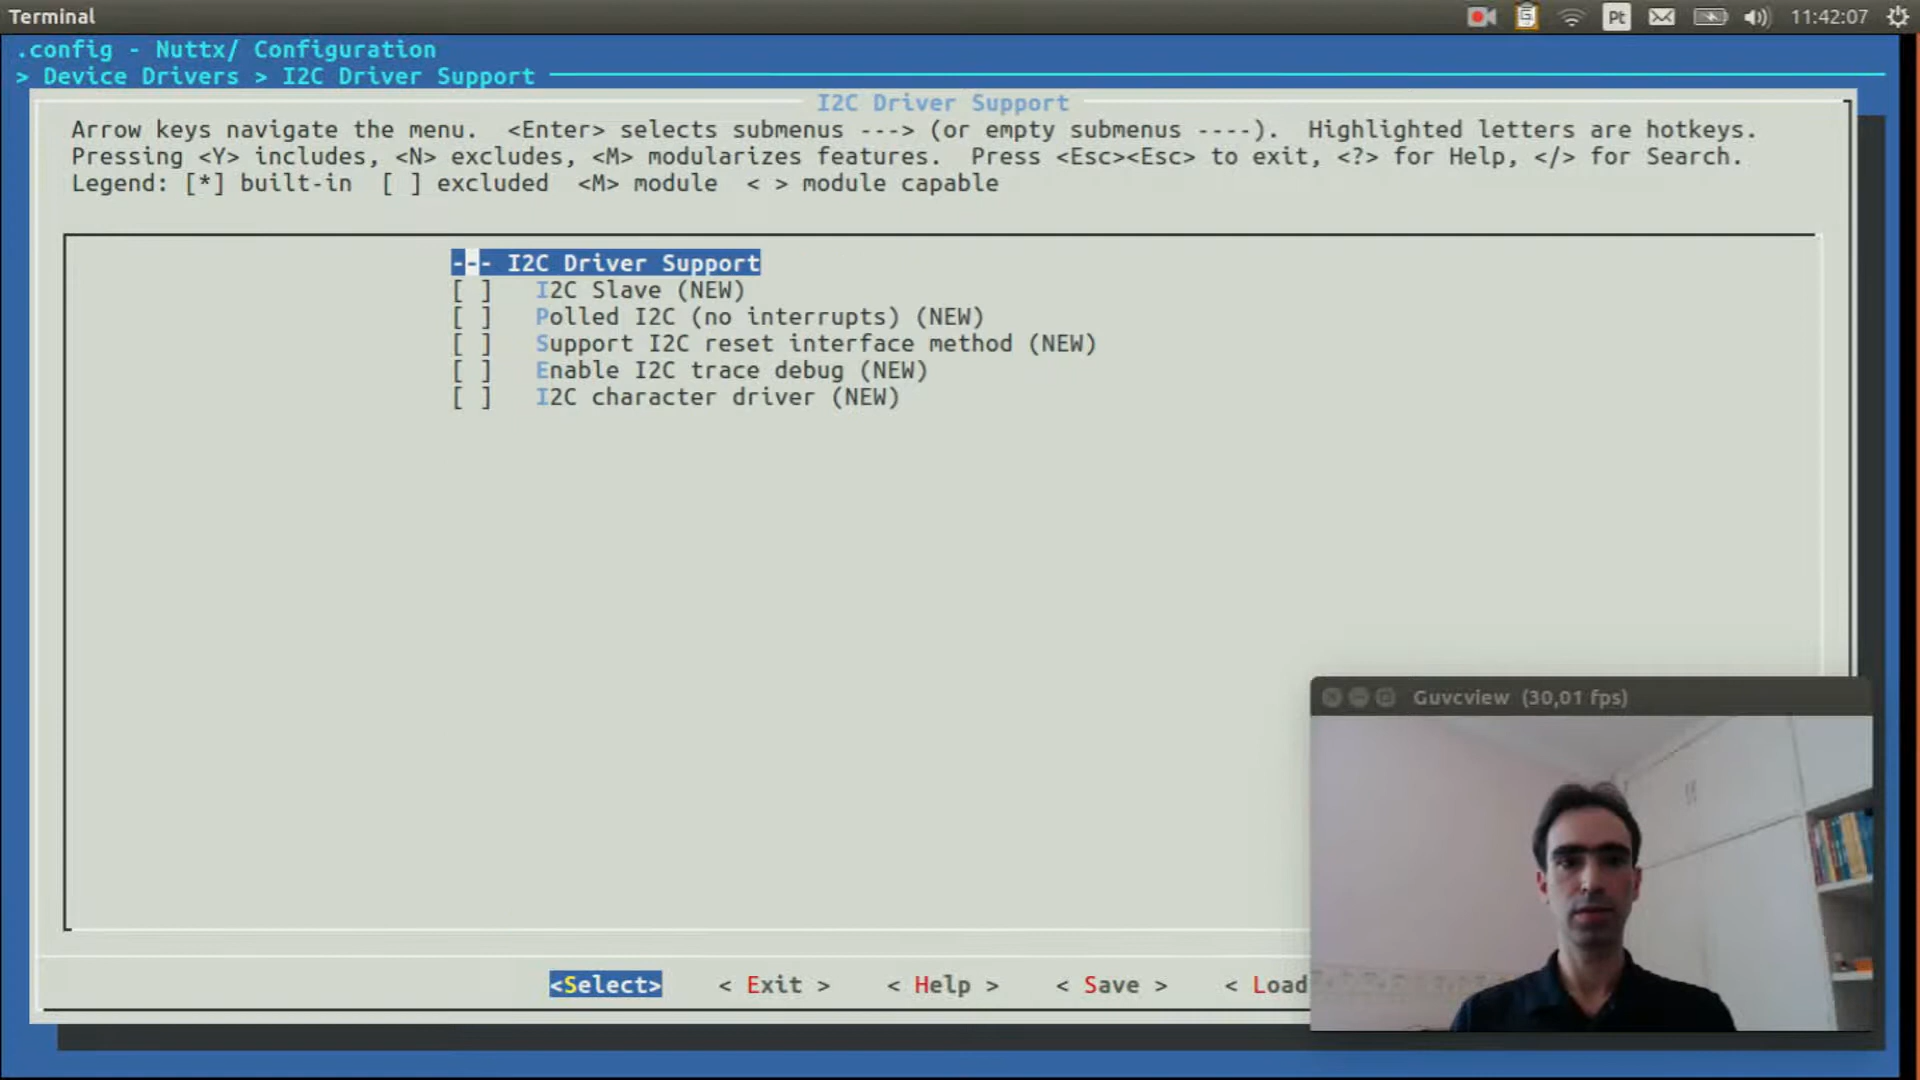 Terminal
Pt
11:42:07
.config - Nuttx/ Configuration
> Device Drivers > I2C Driver Support
I2C Driver Support
Arrow keys navigate the menu. <Enter> selects submenus ---> (or empty submenus ----). Highlighted letters are hotkeys.
Pressing <Y> includes, <N> excludes, <M> modularizes features. Press <Esc><Esc> to exit, <?> for Help, </> for Search.
Legend: [*] built-in [ ] excluded <M> module < > module capable
--- I2C Driver Support
[ ] I2C Slave (NEW)
[ ] Polled I2C (no interrupts) (NEW)
[ ] Support I2C reset interface method (NEW)
[ ] Enable I2C trace debug (NEW)
[ ] I2C character driver (NEW)
Guvcview (30,01 fps)
<Select> < Exit > < Help > < Save > < Load